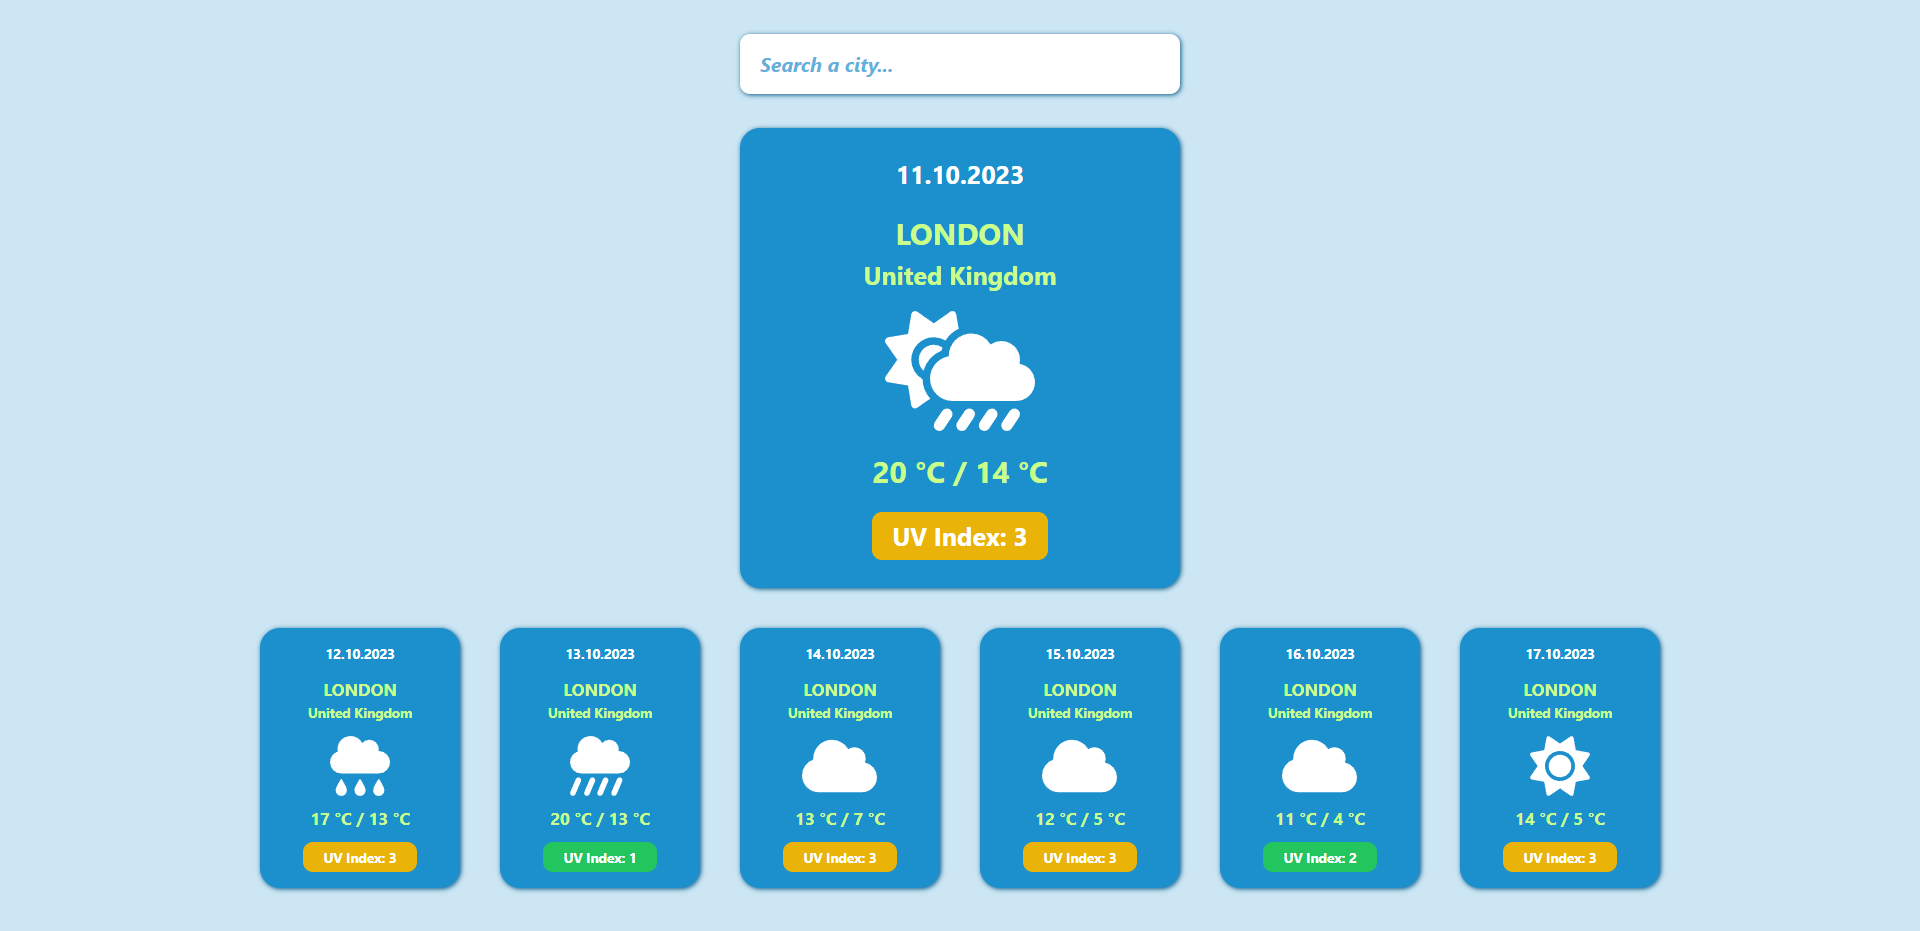 Search a city...
11.10.2023
LONDON
United Kingdom
20 °C / 14 °C
UV Index: 3
12.10.2023
LONDON
United Kingdom
17 °C / 13 °C
UV Index: 3
13.10.2023
LONDON
United Kingdom
20 °C / 13 °C
UV Index: 1
14.10.2023
LONDON
United Kingdom
13 °C / 7 °C
UV Index: 3
15.10.2023
LONDON
United Kingdom
12 °C / 5 °C
UV Index: 3
16.10.2023
LONDON
United Kingdom
11 °C / 4 °C
UV Index: 2
17.10.2023
LONDON
United Kingdom
14 °C / 5 °C
UV Index: 3